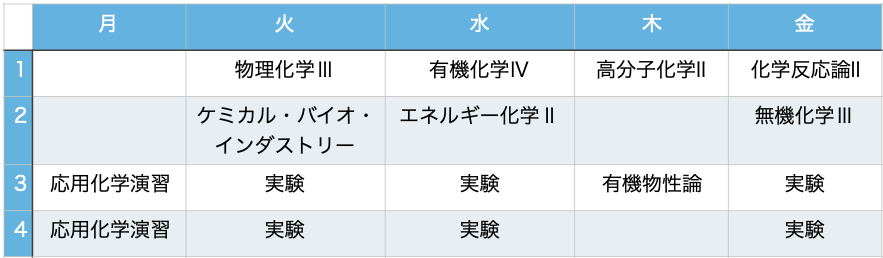 月 火 水 木 金
1 物理化学Ⅲ 有機化学Ⅳ 高分子化学Ⅱ 化学反応論Ⅱ
2 ケミカル・バイオ・ エネルギー化学Ⅱ 無機化学Ⅲ
インダストリー
3 応用化学演習 実験 実験 有機物性論 実験
4 応用化学演習 実験 実験 実験